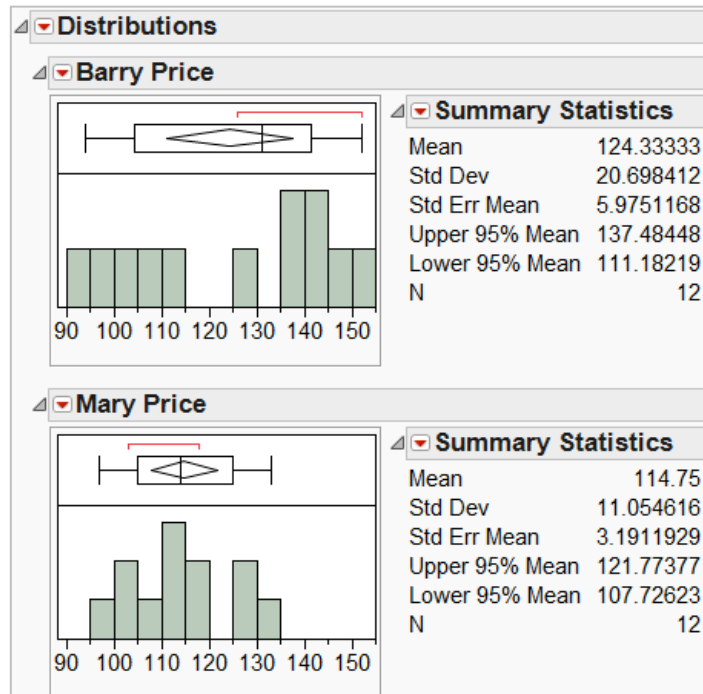 Distributions
Barry Price
Summary Statistics
Mean 124.33333
Std Dev 20.698412
Std Err Mean 5.9751168
Upper 95% Mean 137.48448
Lower 95% Mean 111.18219
N 12
90 100 110 120 130 140 150
Mary Price
Summary Statistics
Mean 114.75
Std Dev 11.054616
Std Err Mean 3.1911929
Upper 95% Mean 121.77377
Lower 95% Mean 107.72623
N 12
90 100 110 120 130 140 150